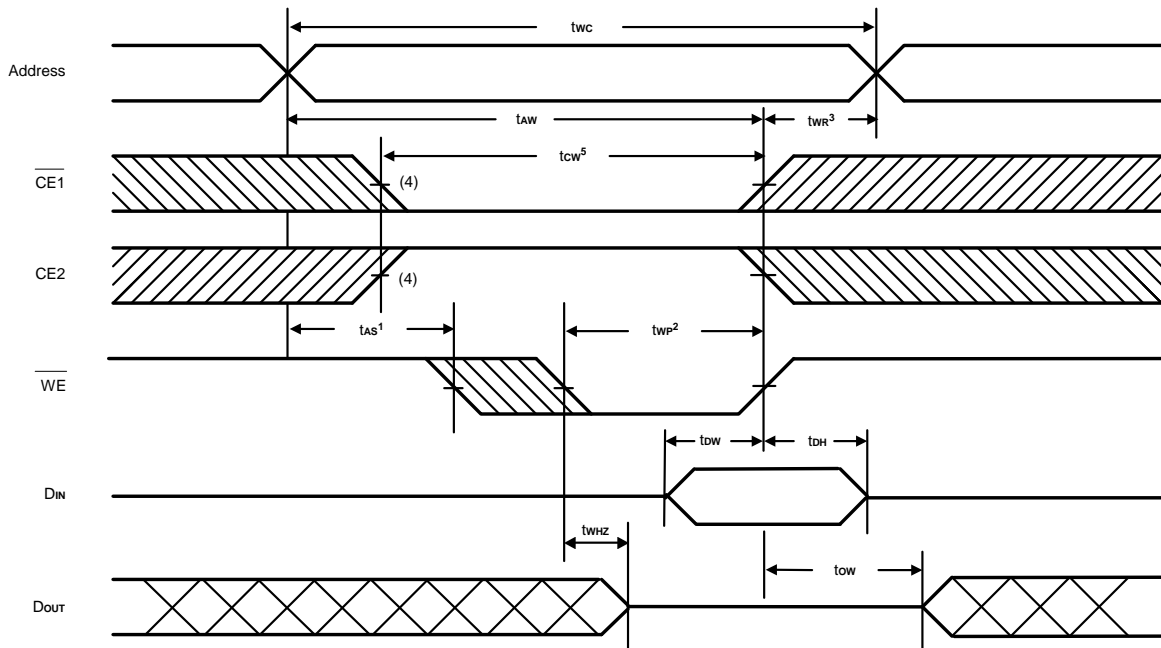 tWC
Address
tAW
tWR³
tCW⁵
CE1
(4)
CE2
(4)
tAS¹
tWP²
WE
tDW
tDH
DIN
tWHZ
tOW
DOUT